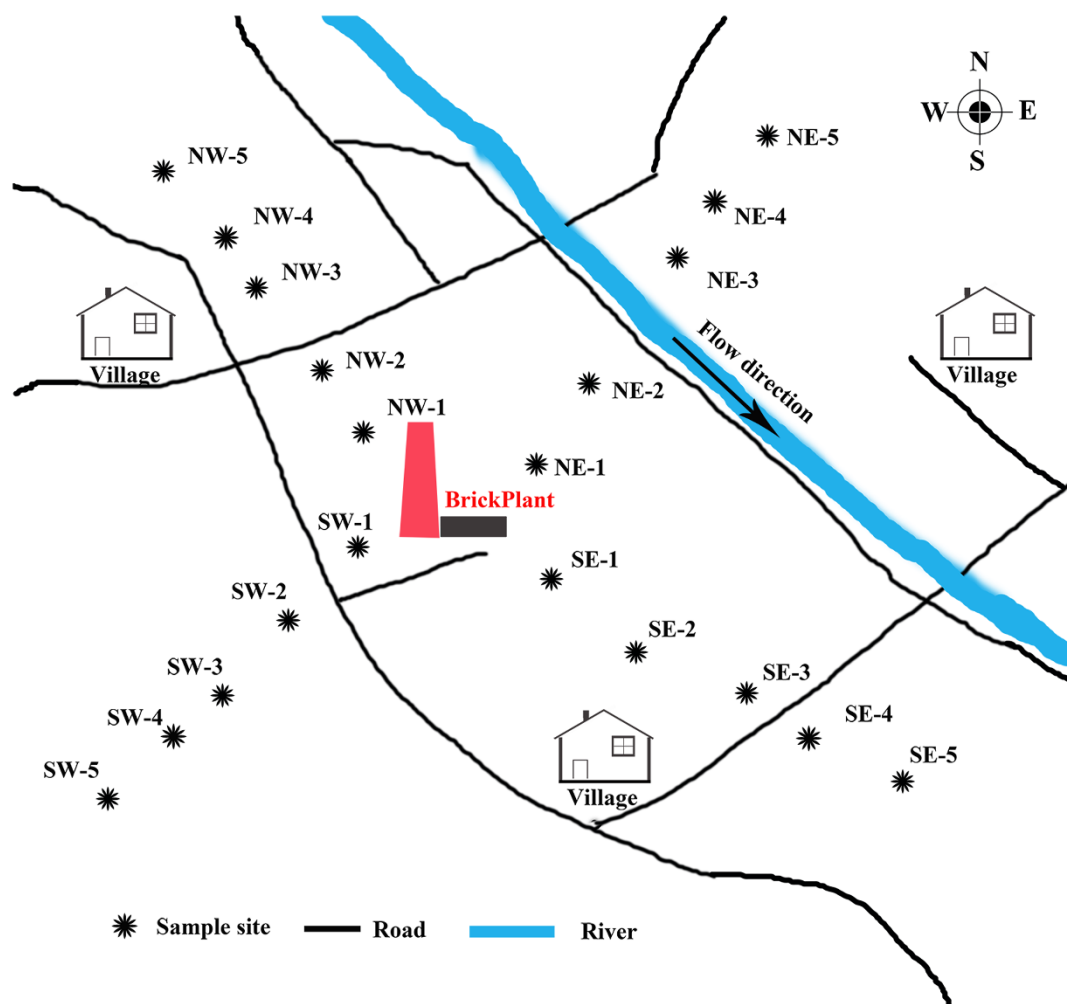 N
W
E
S
NE-5
NW-5
NE-4
NW-4
NE-3
NW-3
Flow direction
Village
NW-2
Village
NE-2
NW-1
NE-1
BrickPlant
SW-1
SE-1
SW-2
SE-2
SW-3
SE-3
SW-4
SE-4
SW-5
SE-5
Village
Sample site
Road
River